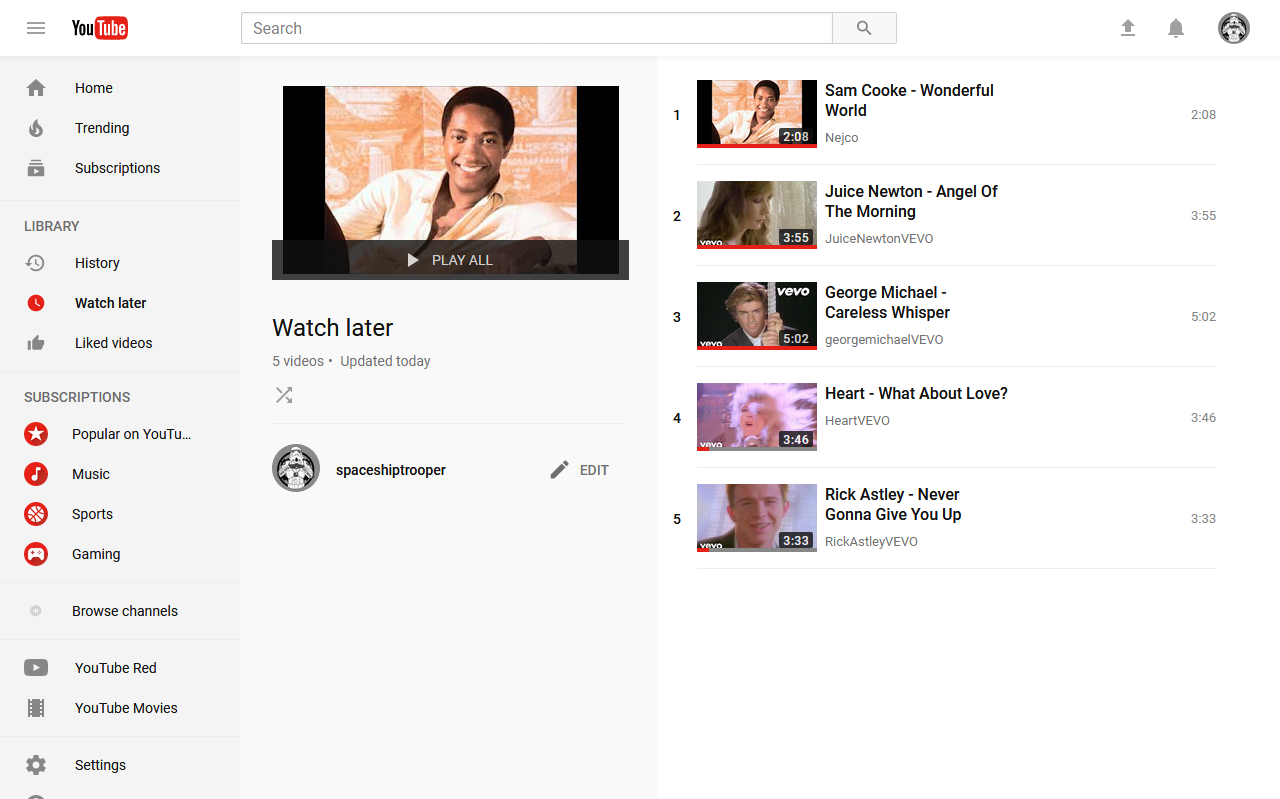 YouTube
Search
Home
Trending
Subscriptions
LIBRARY
History
Watch later
Liked videos
SUBSCRIPTIONS
Popular on YouTu...
Music
Sports
Gaming
Browse channels
YouTube Red
YouTube Movies
Settings
PLAY ALL
Watch later
5 videos • Updated today
spaceshiptrooper
EDIT
1
2:08
Sam Cooke - Wonderful
World
Nejco
2:08
2
vevo
3:55
Juice Newton - Angel Of
The Morning
JuiceNewtonVEVO
3:55
3
vevo
vevo
5:02
George Michael -
Careless Whisper
georgemichaelVEVO
5:02
4
vevo
3:46
Heart - What About Love?
HeartVEVO
3:46
5
vevo
3:33
Rick Astley - Never
Gonna Give You Up
RickAstleyVEVO
3:33